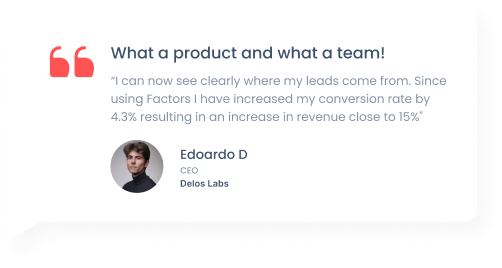 What a product and what a team!
“I can now see clearly where my leads come from. Since
using Factors I have increased my conversion rate by
4.3% resulting in an increase in revenue close to 15%"
Edoardo D
CEO
Delos Labs